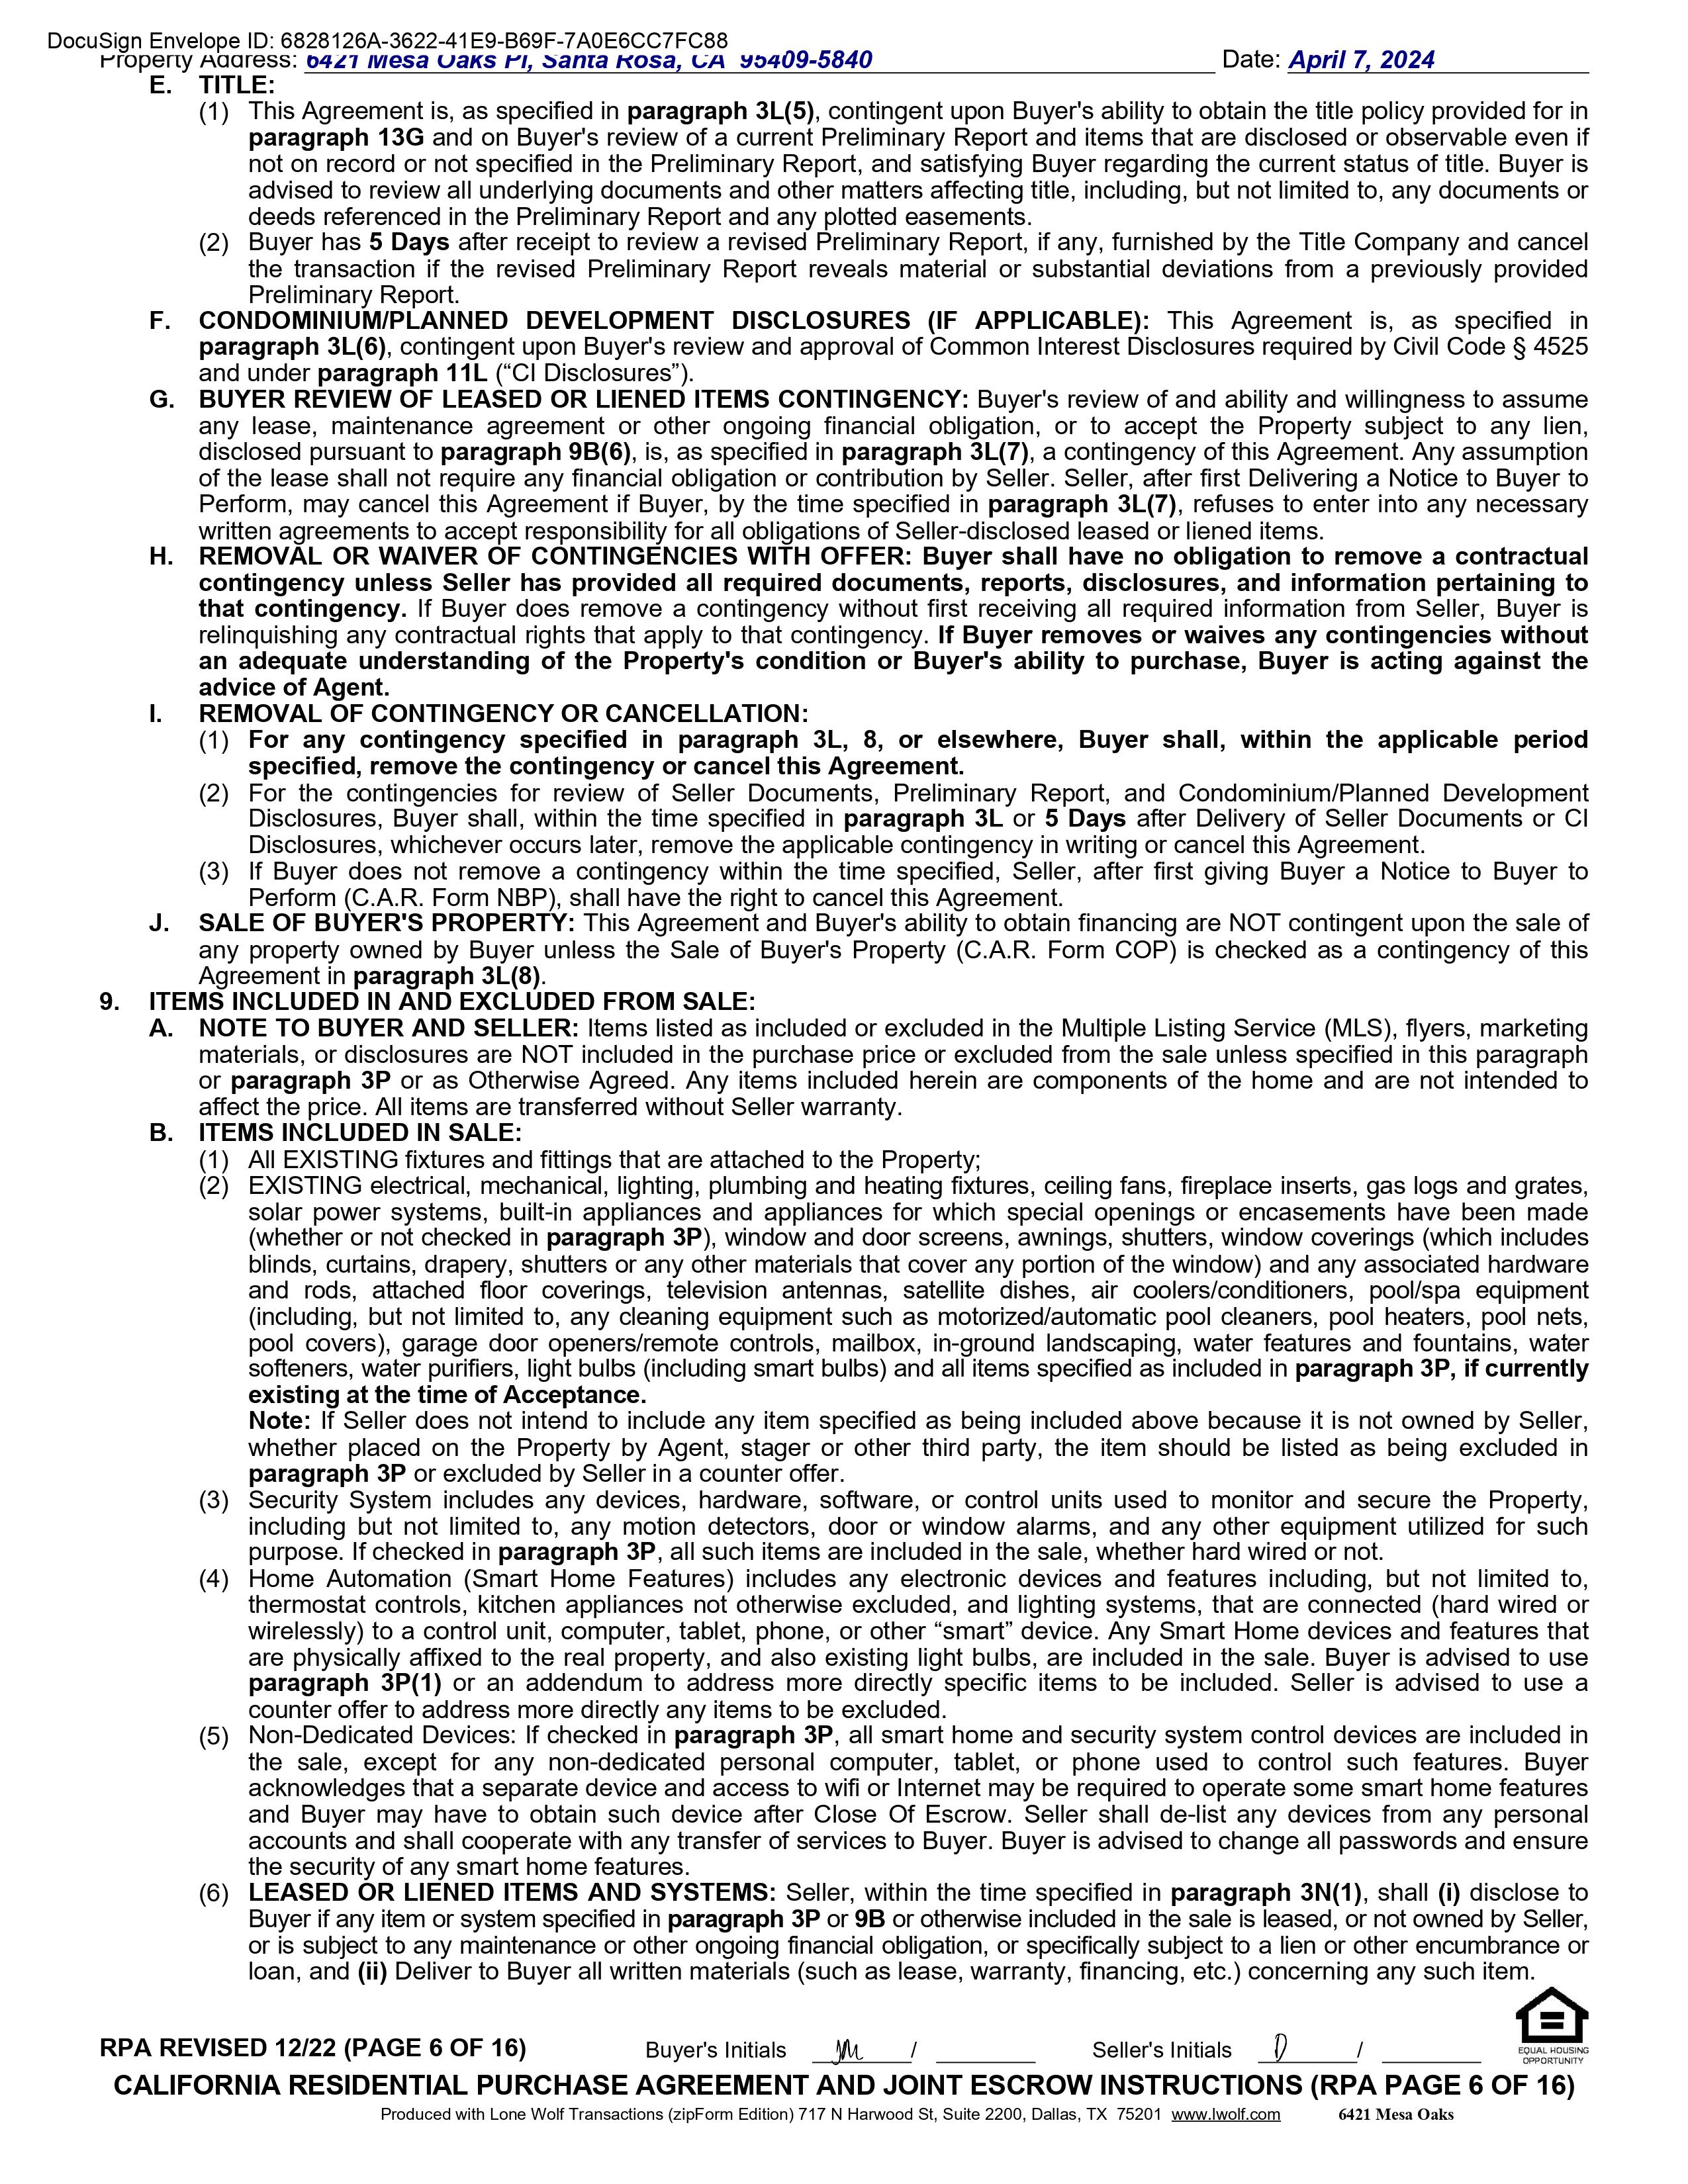 DocuSign Envelope ID: 6828126A-3622-41E9-B69F-7A0E6CC7FC88
Property Address: 6421 Mesa Oaks Pl, Santa Rosa, CA 95409-5840 Date: April 7, 2024
E. TITLE:
(1) This Agreement is, as specified in paragraph 3L(5), contingent upon Buyer's ability to obtain the title policy provided for in
paragraph 13G and on Buyer's review of a current Preliminary Report and items that are disclosed or observable even if
not on record or not specified in the Preliminary Report, and satisfying Buyer regarding the current status of title. Buyer is
advised to review all underlying documents and other matters affecting title, including, but not limited to, any documents or
deeds referenced in the Preliminary Report and any plotted easements.
(2) Buyer has 5 Days after receipt to review a revised Preliminary Report, if any, furnished by the Title Company and cancel
the transaction if the revised Preliminary Report reveals material or substantial deviations from a previously provided
Preliminary Report.
F. CONDOMINIUM/PLANNED DEVELOPMENT DISCLOSURES (IF APPLICABLE): This Agreement is, as specified in
paragraph 3L(6), contingent upon Buyer's review and approval of Common Interest Disclosures required by Civil Code § 4525
and under paragraph 11L (“CI Disclosures”).
G. BUYER REVIEW OF LEASED OR LIENED ITEMS CONTINGENCY: Buyer's review of and ability and willingness to assume
any lease, maintenance agreement or other ongoing financial obligation, or to accept the Property subject to any lien,
disclosed pursuant to paragraph 9B(6), is, as specified in paragraph 3L(7), a contingency of this Agreement. Any assumption
of the lease shall not require any financial obligation or contribution by Seller. Seller, after first Delivering a Notice to Buyer to
Perform, may cancel this Agreement if Buyer, by the time specified in paragraph 3L(7), refuses to enter into any necessary
written agreements to accept responsibility for all obligations of Seller-disclosed leased or liened items.
H. REMOVAL OR WAIVER OF CONTINGENCIES WITH OFFER: Buyer shall have no obligation to remove a contractual
contingency unless Seller has provided all required documents, reports, disclosures, and information pertaining to
that contingency. If Buyer does remove a contingency without first receiving all required information from Seller, Buyer is
relinquishing any contractual rights that apply to that contingency. If Buyer removes or waives any contingencies without
an adequate understanding of the Property's condition or Buyer's ability to purchase, Buyer is acting against the
advice of Agent.
I. REMOVAL OF CONTINGENCY OR CANCELLATION:
(1) For any contingency specified in paragraph 3L, 8, or elsewhere, Buyer shall, within the applicable period
specified, remove the contingency or cancel this Agreement.
(2) For the contingencies for review of Seller Documents, Preliminary Report, and Condominium/Planned Development
Disclosures, Buyer shall, within the time specified in paragraph 3L or 5 Days after Delivery of Seller Documents or CI
Disclosures, whichever occurs later, remove the applicable contingency in writing or cancel this Agreement.
(3) If Buyer does not remove a contingency within the time specified, Seller, after first giving Buyer a Notice to Buyer to
Perform (C.A.R. Form NBP), shall have the right to cancel this Agreement.
J. SALE OF BUYER'S PROPERTY: This Agreement and Buyer's ability to obtain financing are NOT contingent upon the sale of
any property owned by Buyer unless the Sale of Buyer's Property (C.A.R. Form COP) is checked as a contingency of this
Agreement in paragraph 3L(8).
9. ITEMS INCLUDED IN AND EXCLUDED FROM SALE:
A. NOTE TO BUYER AND SELLER: Items listed as included or excluded in the Multiple Listing Service (MLS), flyers, marketing
materials, or disclosures are NOT included in the purchase price or excluded from the sale unless specified in this paragraph
or paragraph 3P or as Otherwise Agreed. Any items included herein are components of the home and are not intended to
affect the price. All items are transferred without Seller warranty.
B. ITEMS INCLUDED IN SALE:
(1) All EXISTING fixtures and fittings that are attached to the Property;
(2) EXISTING electrical, mechanical, lighting, plumbing and heating fixtures, ceiling fans, fireplace inserts, gas logs and grates,
solar power systems, built-in appliances and appliances for which special openings or encasements have been made
(whether or not checked in paragraph 3P), window and door screens, awnings, shutters, window coverings (which includes
blinds, curtains, drapery, shutters or any other materials that cover any portion of the window) and any associated hardware
and rods, attached floor coverings, television antennas, satellite dishes, air coolers/conditioners, pool/spa equipment
(including, but not limited to, any cleaning equipment such as motorized/automatic pool cleaners, pool heaters, pool nets,
pool covers), garage door openers/remote controls, mailbox, in-ground landscaping, water features and fountains, water
softeners, water purifiers, light bulbs (including smart bulbs) and all items specified as included in paragraph 3P, if currently
existing at the time of Acceptance.
Note: If Seller does not intend to include any item specified as being included above because it is not owned by Seller,
whether placed on the Property by Agent, stager or other third party, the item should be listed as being excluded in
paragraph 3P or excluded by Seller in a counter offer.
(3) Security System includes any devices, hardware, software, or control units used to monitor and secure the Property,
including but not limited to, any motion detectors, door or window alarms, and any other equipment utilized for such
purpose. If checked in paragraph 3P, all such items are included in the sale, whether hard wired or not.
(4) Home Automation (Smart Home Features) includes any electronic devices and features including, but not limited to,
thermostat controls, kitchen appliances not otherwise excluded, and lighting systems, that are connected (hard wired or
wirelessly) to a control unit, computer, tablet, phone, or other “smart” device. Any Smart Home devices and features that
are physically affixed to the real property, and also existing light bulbs, are included in the sale. Buyer is advised to use
paragraph 3P(1) or an addendum to address more directly specific items to be included. Seller is advised to use a
counter offer to address more directly any items to be excluded.
(5) Non-Dedicated Devices: If checked in paragraph 3P, all smart home and security system control devices are included in
the sale, except for any non-dedicated personal computer, tablet, or phone used to control such features. Buyer
acknowledges that a separate device and access to wifi or Internet may be required to operate some smart home features
and Buyer may have to obtain such device after Close Of Escrow. Seller shall de-list any devices from any personal
accounts and shall cooperate with any transfer of services to Buyer. Buyer is advised to change all passwords and ensure
the security of any smart home features.
(6) LEASED OR LIENED ITEMS AND SYSTEMS: Seller, within the time specified in paragraph 3N(1), shall (i) disclose to
Buyer if any item or system specified in paragraph 3P or 9B or otherwise included in the sale is leased, or not owned by Seller,
or is subject to any maintenance or other ongoing financial obligation, or specifically subject to a lien or other encumbrance or
loan, and (ii) Deliver to Buyer all written materials (such as lease, warranty, financing, etc.) concerning any such item.
RPA REVISED 12/22 (PAGE 6 OF 16) Buyer's Initials / Seller's Initials D /
EQUAL HOUSING
OPPORTUNITY
CALIFORNIA RESIDENTIAL PURCHASE AGREEMENT AND JOINT ESCROW INSTRUCTIONS (RPA PAGE 6 OF 16)
Produced with Lone Wolf Transactions (zipForm Edition) 717 N Harwood St, Suite 2200, Dallas, TX 75201 www.lwolf.com 6421 Mesa Oaks